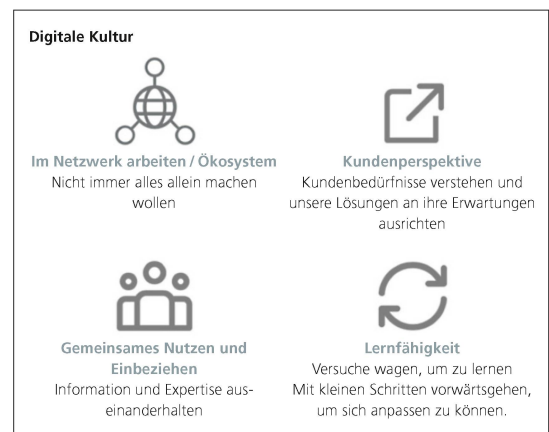 Digitale Kultur
Im Netzwerk arbeiten / Ökosystem
Nicht immer alles allein machen
wollen
Kundenperspektive
Kundenbedürfnisse verstehen und
unsere Lösungen an ihre Erwartungen
ausrichten
Gemeinsames Nutzen und
Einbeziehen
Information und Expertise aus-
einanderhalten
Lernfähigkeit
Versuche wagen, um zu lernen
Mit kleinen Schritten vorwärtsgehen,
um sich anpassen zu können.